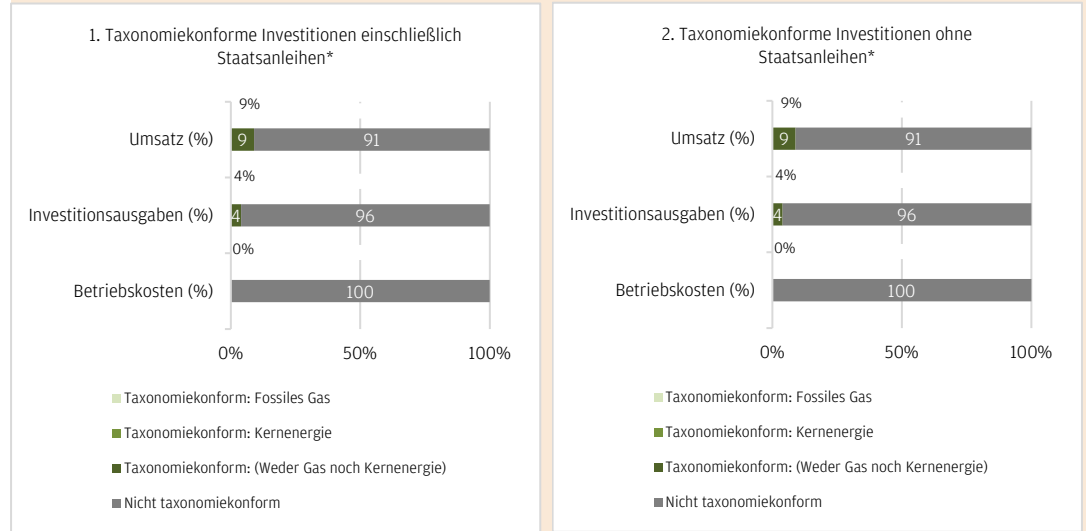 1. Taxonomiekonforme Investitionen einschließlich
Staatsanleihen*
9%
Umsatz (%)
9
91
4%
Investitionsausgaben (%)
4
96
0%
Betriebskosten (%)
100
0%
50%
100%
Taxonomiekonform: Fossiles Gas
Taxonomiekonform: Kernenergie
Taxonomiekonform: (Weder Gas noch Kernenergie)
Nicht taxonomiekonform
2. Taxonomiekonforme Investitionen ohne
Staatsanleihen*
9%
Umsatz (%)
9
91
4%
Investitionsausgaben (%)
4
96
0%
Betriebskosten (%)
100
0%
50%
100%
Taxonomiekonform: Fossiles Gas
Taxonomiekonform: Kernenergie
Taxonomiekonform: (Weder Gas noch Kernenergie)
Nicht taxonomiekonform